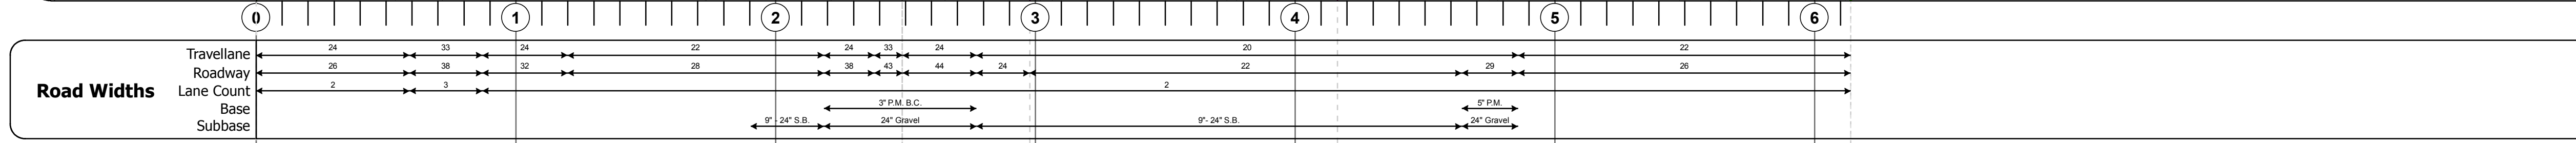 0 1 2 3 4 5 6
Travellane 24 33 24 22 24 33 24 20 22
Roadway 26 38 32 28 38 43 44 24 22 29 26
Road Widths
Lane Count 2 3 2
Base 3" P.M. B.C. 5" P.M.
Subbase 9" - 24" S.B. 24" Gravel 9"- 24" S.B. 24" Gravel